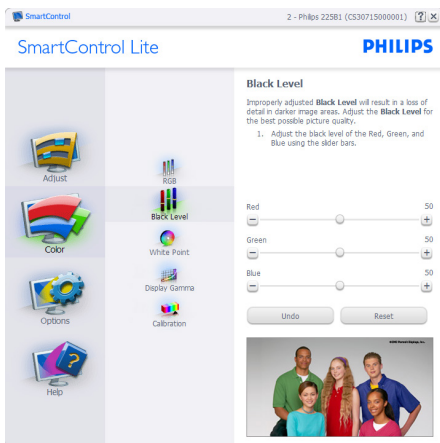 SmartControl
2 - Philips 225B1 (CS30715000001)
SmartControl Lite
PHILIPS
Adjust
Color
Options
Help
RGB
Black Level
White Point
Display Gamma
Calibration
Black Level
Improperly adjusted Black Level will result in a loss of
detail in darker image areas. Adjust the Black Level for
the best possible picture quality.
1. Adjust the black level of the Red, Green, and
Blue using the slider bars.
Red 50
Green 50
Blue 50
Undo Reset